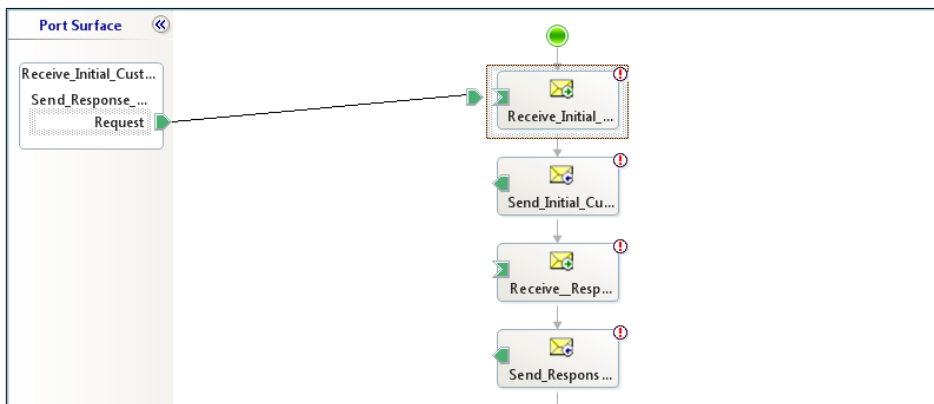 Port Surface
Receive_Initial_Cust...
Send_Response_...
Request
Receive_Initial_...
Send_Initial_Cu...
Receive__Resp...
Send_Respons...